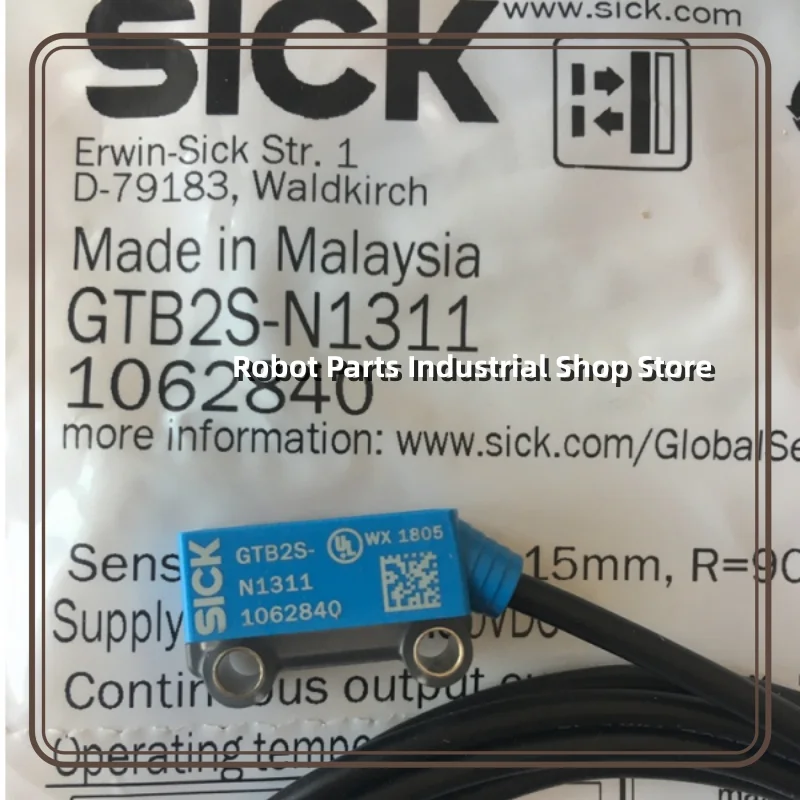 SICK
www.sick.com
Erwin-Sick Str. 1
D-79183, Waldkirch
Made in Malaysia
GTB2S-N1311
1062840
Robot Parts Industrial Shop Store
more information: www.sick.com/GlobalSe
Sens
15mm, R=90
Supply
0VDC
Contin
ous output
Operating tempe
SICK
GTB2S-
N1311
1062840
UL
WX 1805